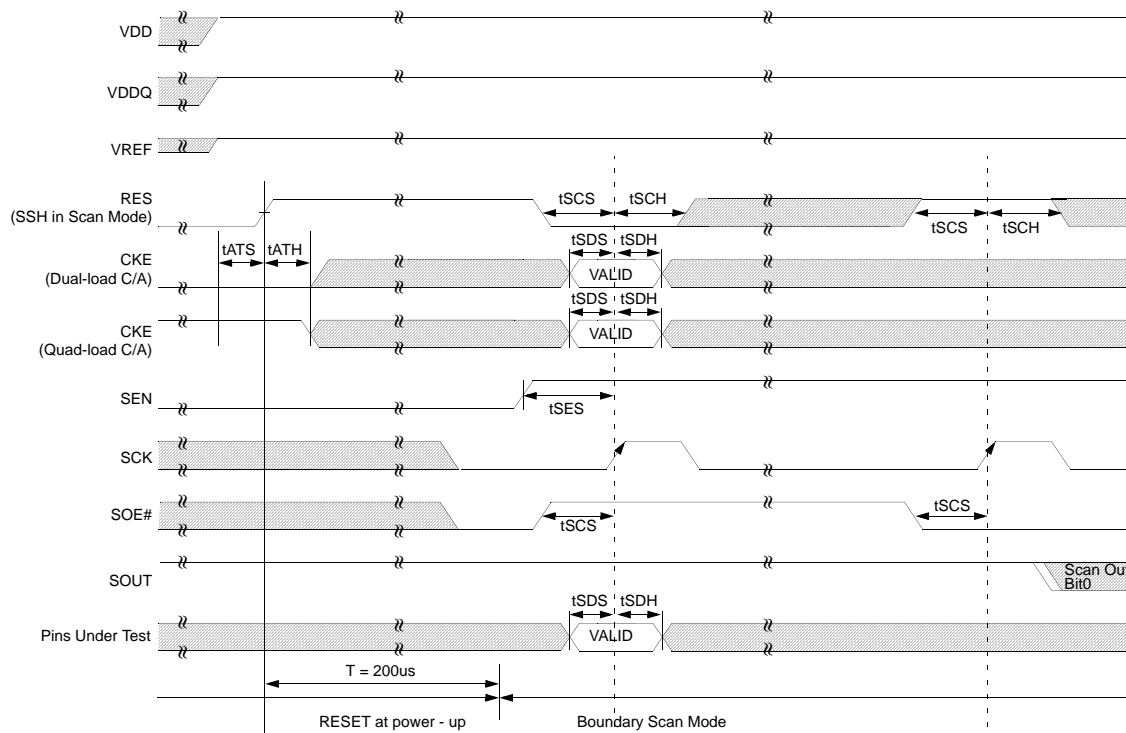 VDD
VDDQ
VREF
RES
(SSH in Scan Mode)
tSCS
tSCH
tSCS
tSCH
tATS
tATH
CKE
(Dual-load C/A)
tSDS
tSDH
VALID
CKE
(Quad-load C/A)
tSDS
tSDH
VALID
SEN
tSES
SCK
SOE#
tSCS
tSCS
SOUT
Scan Out
Bit0
Pins Under Test
tSDS
tSDH
VALID
T = 200us
RESET at power - up
Boundary Scan Mode